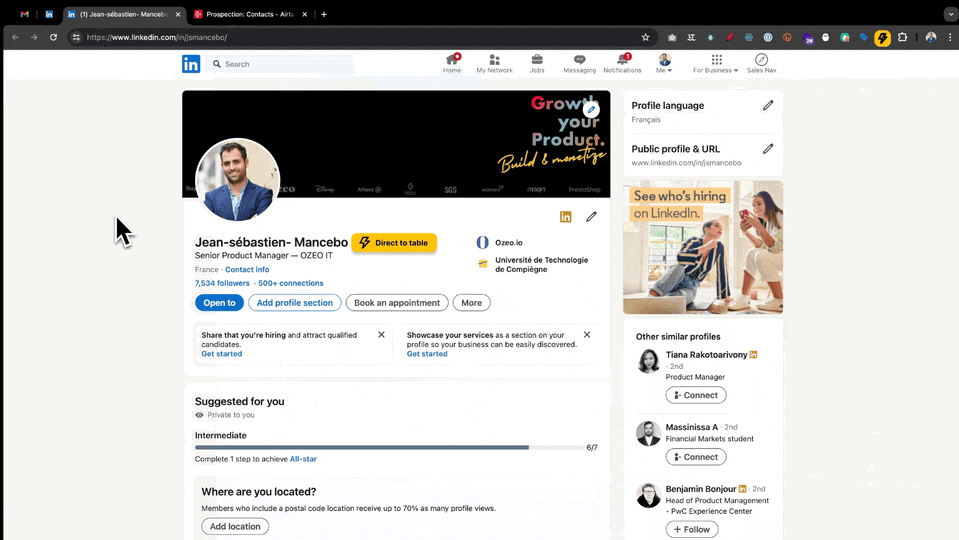 (1) Jean-sébastien- Mancebo
Prospection: Contacts - Airta
https://www.linkedin.com/in/jsmancebo/
26
in
Search
Home
My Network
Jobs
Messaging
1
Notifications
Me
For Business
Sales Nav
Growth
your
Product.
Build & monetize
ozeo
Disney
Allianz
SGS
PrestaShop
Jean-sébastien- Mancebo
Direct to table
Senior Product Manager — OZEO IT
France · Contact info
7,534 followers · 500+ connections
Ozeo.io
Université de Technologie
de Compiègne
Open to
Add profile section
Book an appointment
More
Share that you're hiring and attract qualified
candidates.
Get started
Showcase your services as a section on your
profile so your business can be easily discovered.
Get started
Suggested for you
Private to you
Intermediate
6/7
Complete 1 step to achieve All-star
Where are you located?
Members who include a postal code location receive up to 70% as many profile views.
Add location
Profile language
Français
Public profile & URL
www.linkedin.com/in/jsmancebo
See who's hiring
on LinkedIn.
Other similar profiles
Tiana Rakotoarivony
· 2nd
Product Manager
Connect
Massinissa A · 2nd
Financial Markets student
Connect
Benjamin Bonjour · 2nd
Head of Product Management
- PwC Experience Center
+ Follow